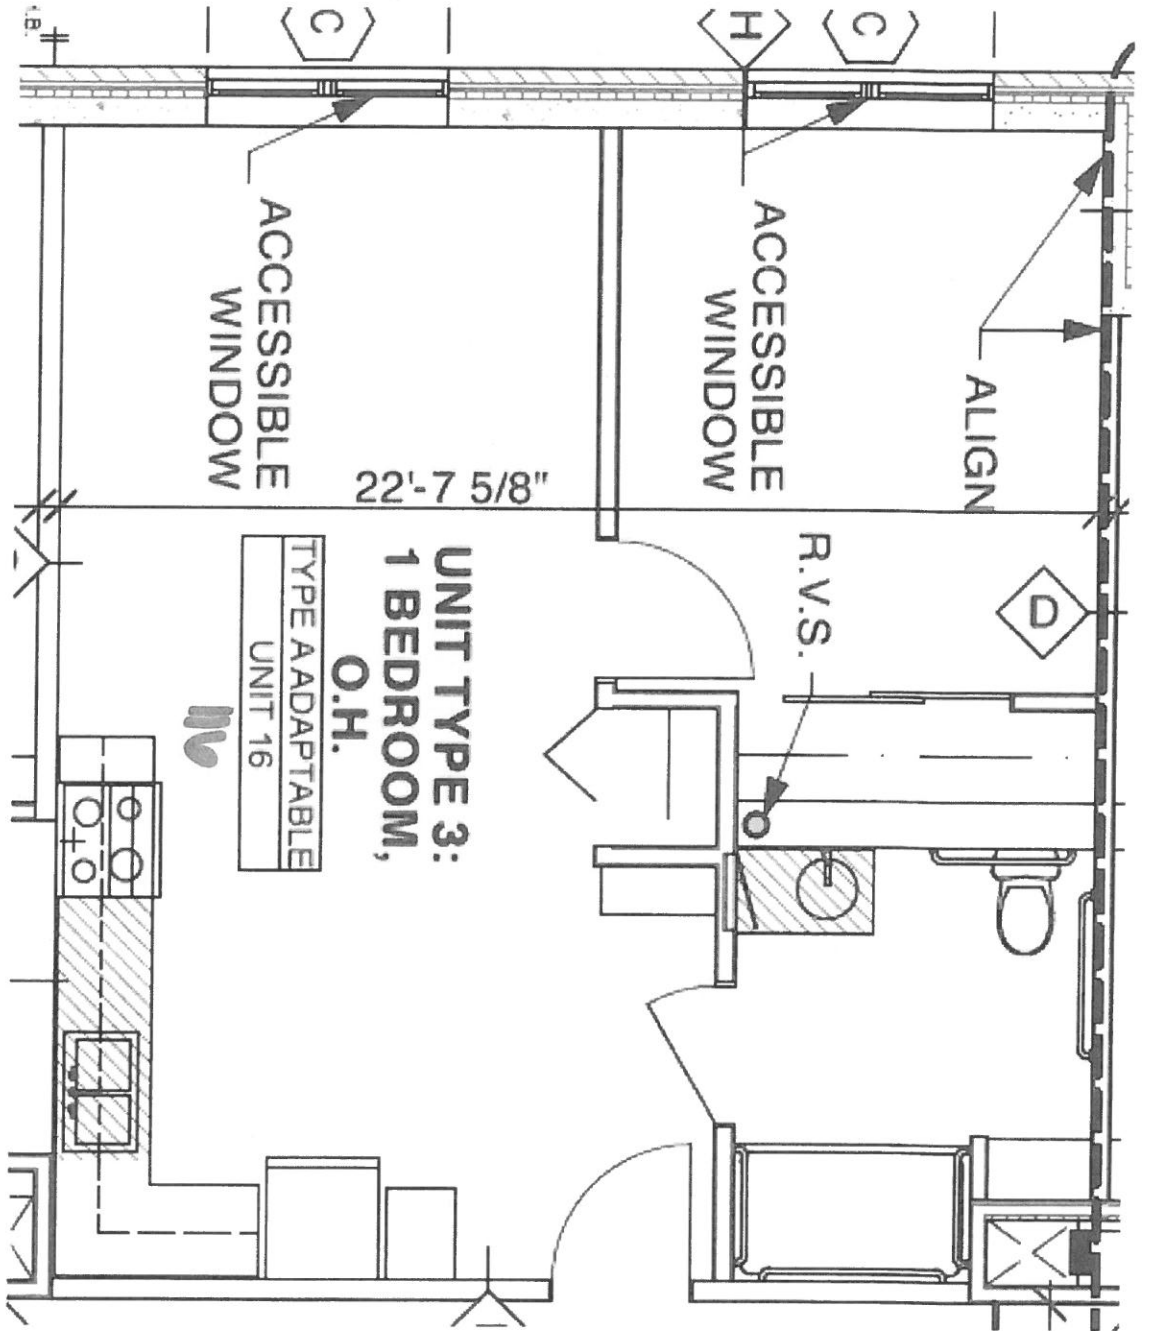 C
H
C
ACCESSIBLE
WINDOW
ACCESSIBLE
WINDOW
ALIGN
22'-7 5/8"
R.V.S.
D
UNIT TYPE 3:
1 BEDROOM,
O.H.
TYPE A ADAPTABLE
UNIT 16